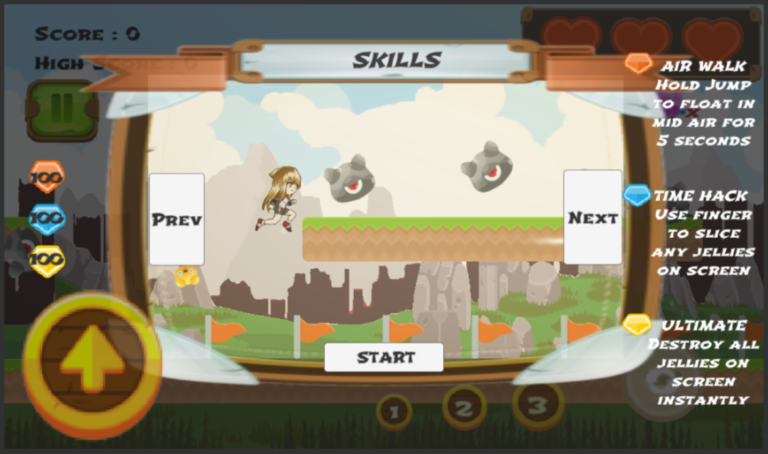 Score : 0
High Score : 0
SKILLS
100
100
100
Prev
Next
START
1
2
3
AIR WALK
Hold Jump
to float in
mid air for
5 seconds
TIME HACK
Use finger
to slice
any jellies
on screen
ULTIMATE
Destroy all
jellies on
screen
instantly